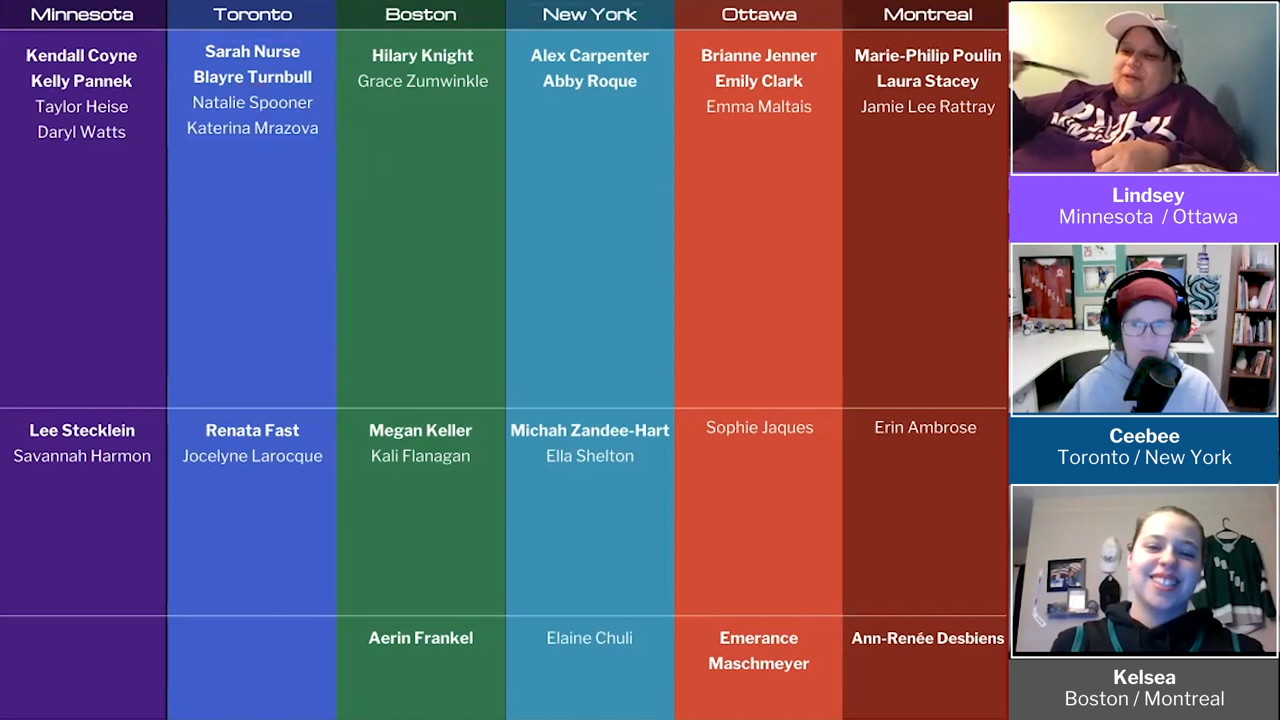 Minnesota
Toronto
Boston
New York
Ottawa
Montreal
Kendall Coyne
Kelly Pannek
Taylor Heise
Daryl Watts
Sarah Nurse
Blayre Turnbull
Natalie Spooner
Katerina Mrazova
Hilary Knight
Grace Zumwinkle
Alex Carpenter
Abby Roque
Brianne Jenner
Emily Clark
Emma Maltais
Marie-Philip Poulin
Laura Stacey
Jamie Lee Rattray
Lee Stecklein
Savannah Harmon
Renata Fast
Jocelyne Larocque
Megan Keller
Kali Flanagan
Michah Zandee-Hart
Ella Shelton
Sophie Jaques
Erin Ambrose
Aerin Frankel
Elaine Chuli
Emerance
Maschmeyer
Ann-Renée Desbiens
Lindsey
Minnesota / Ottawa
Ceebee
Toronto / New York
Kelsea
Boston / Montreal